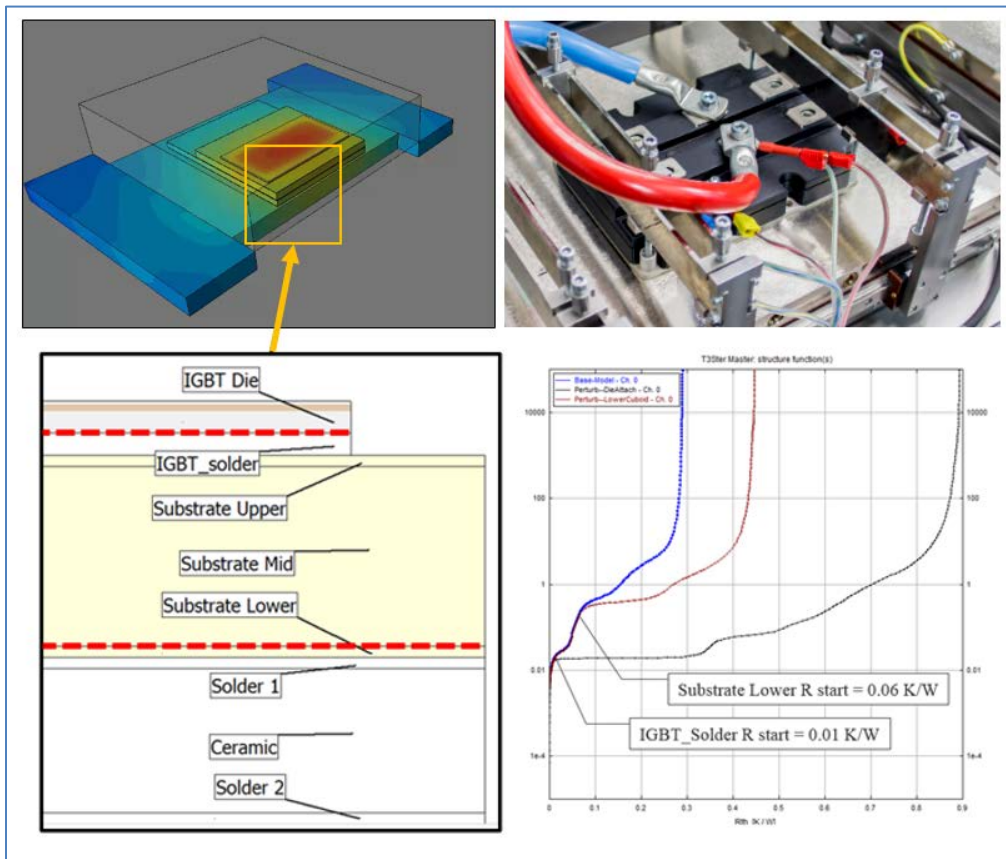 IGBT Die
IGBT_solder
Substrate Upper
Substrate Mid
Substrate Lower
Solder 1
Ceramic
Solder 2
T3Ster Master: structure function(s)
Base-Model - Ch. 0
Perturb--DieAttach - Ch. 0
Perturb--LowerCuboid - Ch. 0
10000
10000
100
100
1
1
0.01
0.01
Substrate Lower R start = 0.06 K/W
IGBT_Solder R start = 0.01 K/W
1e-4
1e-4
0 0.1 0.2 0.3 0.4 0.5 0.6 0.7 0.8 0.9